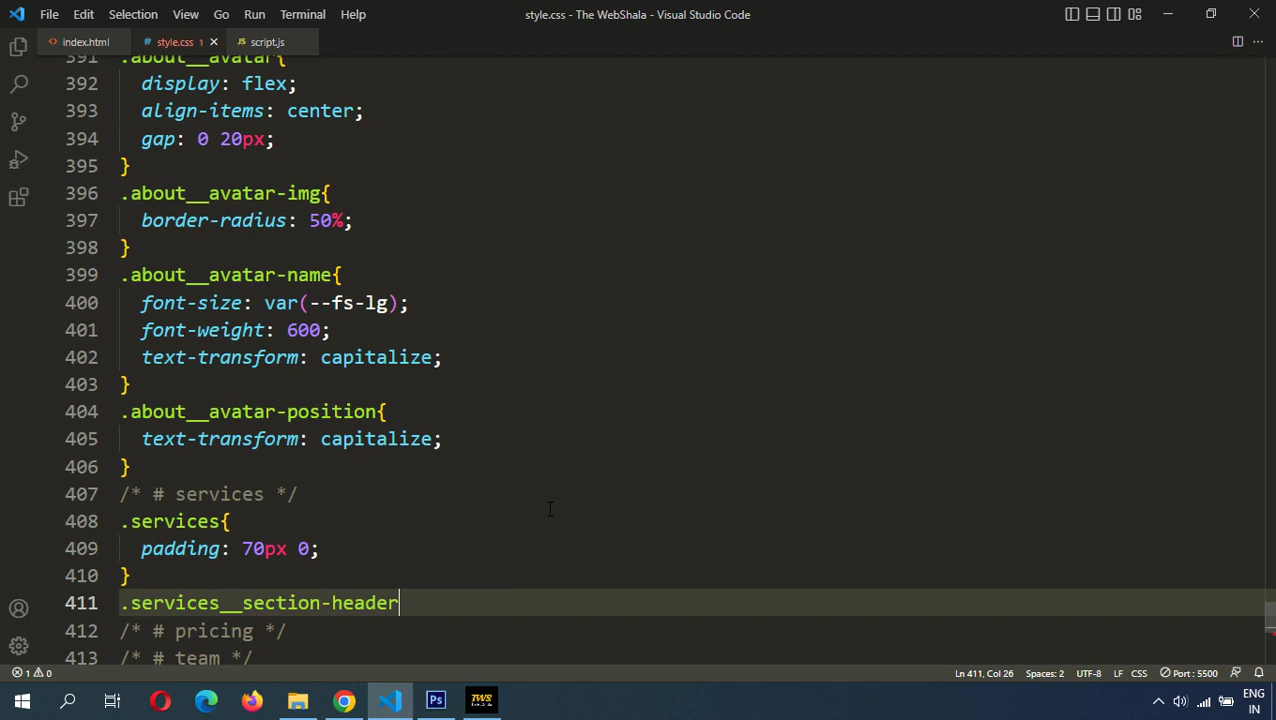 File Edit Selection View Go Run Terminal Help style.css - The WebShala - Visual Studio Code
index.html # style.css 1 JS script.js
391 .about__avatar{
392 display: flex;
393 align-items: center;
394 gap: 0 20px;
395 }
396 .about__avatar-img{
397 border-radius: 50%;
398 }
399 .about__avatar-name{
400 font-size: var(--fs-lg);
401 font-weight: 600;
402 text-transform: capitalize;
403 }
404 .about__avatar-position{
405 text-transform: capitalize;
406 }
407 /* # services */
408 .services{
409 padding: 70px 0;
410 }
411 .services__section-header
412 /* # pricing */
413 /* # team */
1 0 Ln 411, Col 26 Spaces: 2 UTF-8 LF CSS Port : 5500
Ps TWS ENG
IN